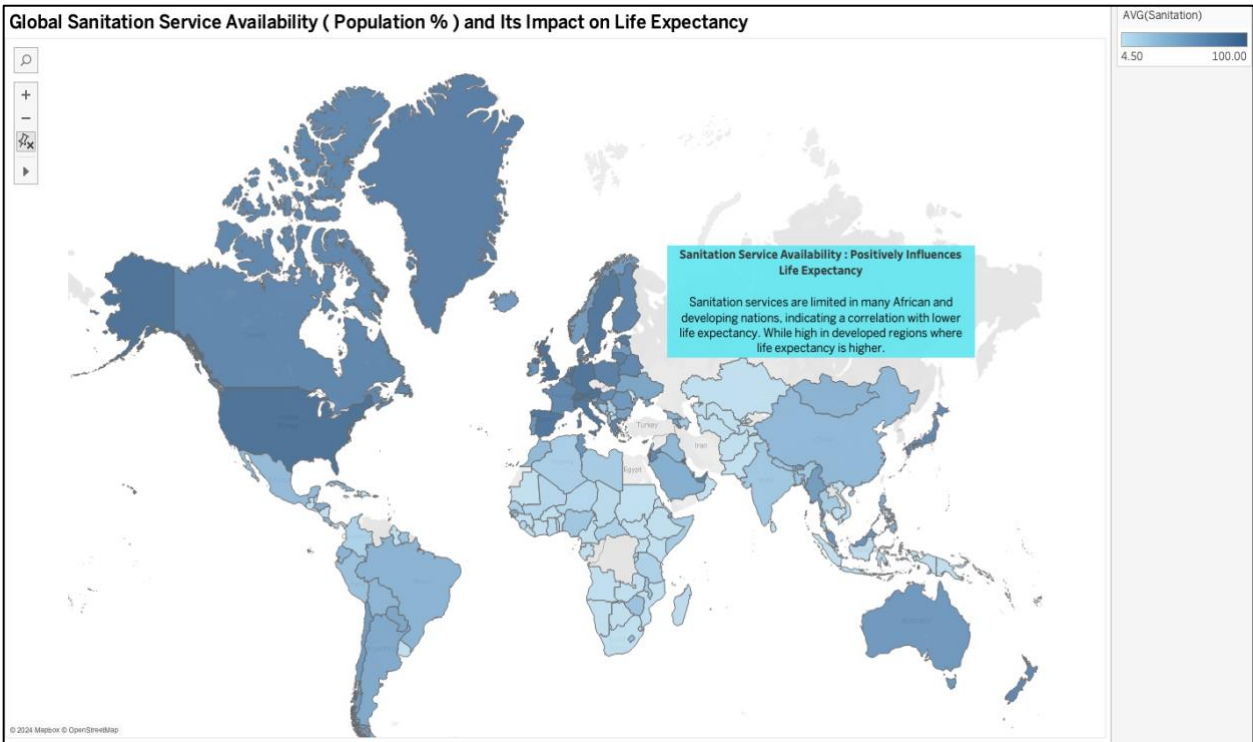 Global Sanitation Service Availability ( Population % ) and Its Impact on Life Expectancy
AVG(Sanitation)
4.50 100.00
Sanitation Service Availability : Positively Influences
Life Expectancy
Sanitation services are limited in many African and
developing nations, indicating a correlation with lower
life expectancy. While high in developed regions where
life expectancy is higher.
Turkey
Iran
Egypt
© 2024 Mapbox © OpenStreetMap